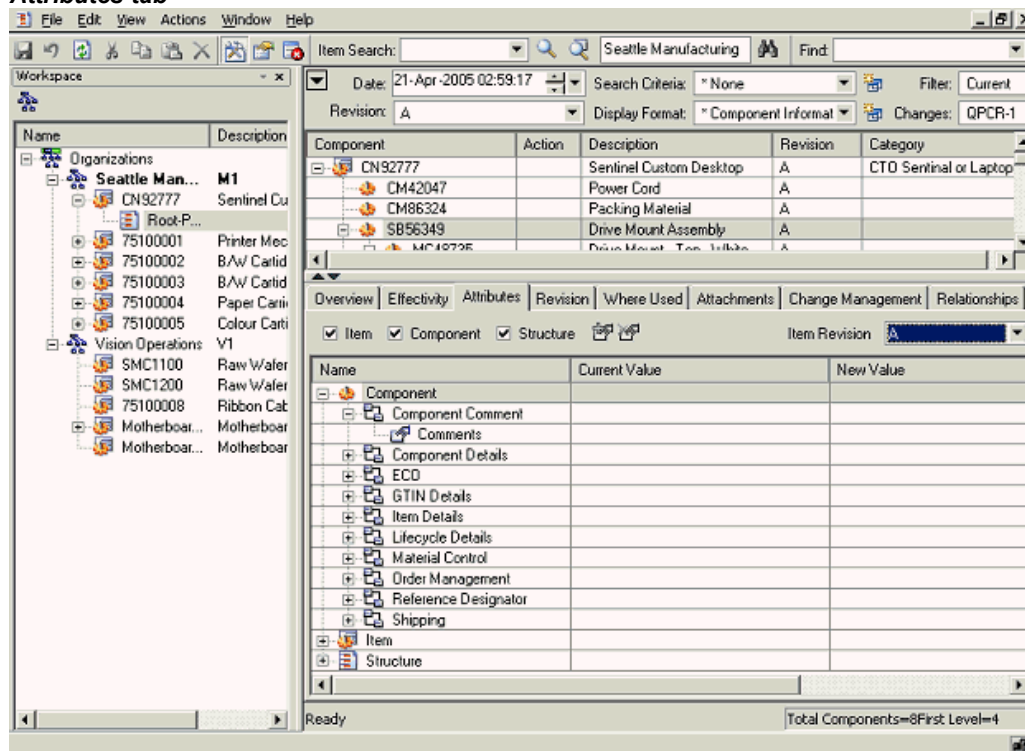 Attributes tab
File Edit View Actions Window Help
Item Search: Seattle Manufacturing Find:
Workspace
Date: 21-Apr-2005 02:59:17 Search Criteria: * None Filter: Current
Revision: A Display Format: * Component Informat Changes: QPCR-1
Name Description
Organizations
Seattle Man... M1
CN92777 Sentinel Cu
Root-P...
75100001 Printer Mec
75100002 B/W Cartid
75100003 B/W Cartid
75100004 Paper Carri
75100005 Colour Carti
Vision Operations V1
SMC1100 Raw Wafer
SMC1200 Raw Wafer
75100008 Ribbon Cab
Motherboar... Motherboar
Motherboar... Motherboar
Component Action Description Revision Category
CN92777 Sentinel Custom Desktop A CTO Sentinal or Laptop
CM42047 Power Cord A
CM86324 Packing Material A
SB56349 Drive Mount Assembly A
MC48725 Drive Mount - Top, White A
Overview Effectivity Attributes Revision Where Used Attachments Change Management Relationships
Item Component Structure Item Revision A
Name Current Value New Value
Component
Component Comment
Comments
Component Details
ECO
GTIN Details
Item Details
Lifecycle Details
Material Control
Order Management
Reference Designator
Shipping
Item
Structure
Ready Total Components=8First Level=4